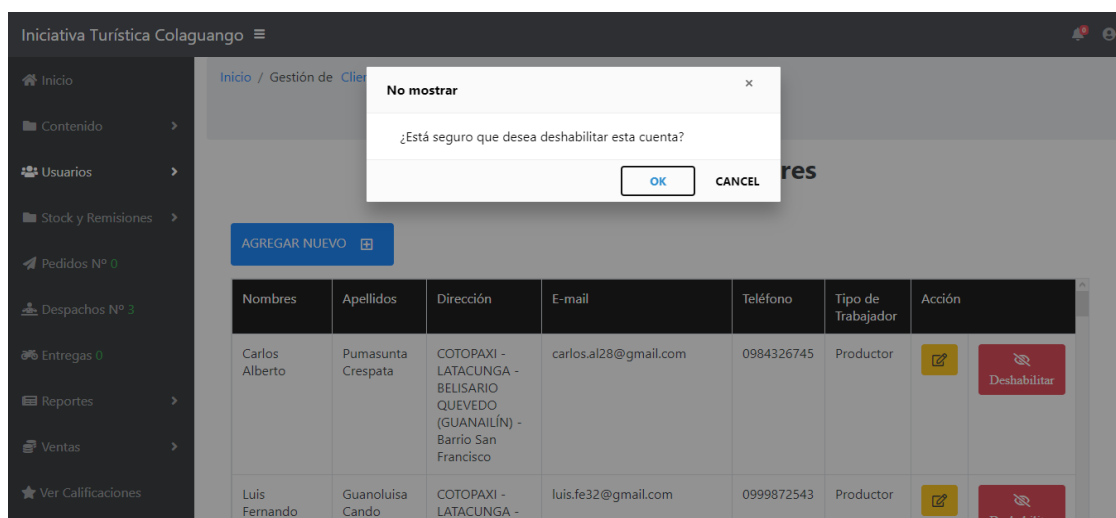 Iniciativa Turística Colaguango
0
Inicio
Inicio / Gestión de Clier
No mostrar
×
Contenido
¿Está seguro que desea deshabilitar esta cuenta?
Usuarios
OK CANCEL
res
Stock y Remisiones
AGREGAR NUEVO
Pedidos Nº 0
Despachos Nº 3
Entregas 0
Reportes
Ventas
Ver Calificaciones
Nombres Apellidos Dirección E-mail Teléfono Tipo de Acción
Trabajador
Carlos Pumasunta COTOPAXI - carlos.al28@gmail.com 0984326745 Productor
Alberto Crespata LATACUNGA -
BELISARIO
Deshabilitar
QUEVEDO
(GUANAILÍN) -
Barrio San
Francisco
Luis Guanoluisa COTOPAXI - luis.fe32@gmail.com 0999872543 Productor
Fernando Cando LATACUNGA -